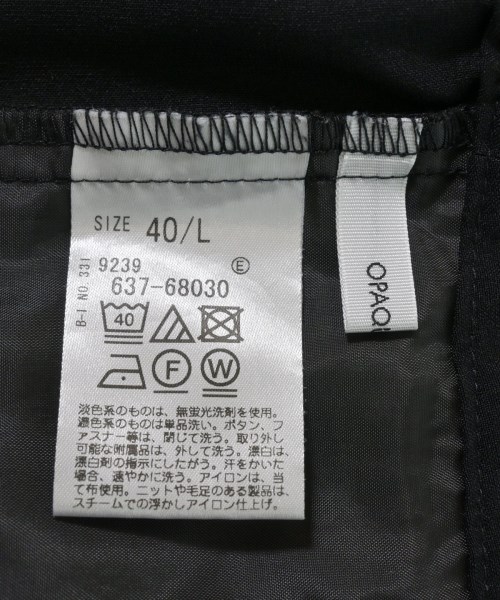 SIZE 40/L
B-I NO. 331
9239 E
637-68030
40
F W
淡色系のものは、無蛍光洗剤を使用。
濃色系のものは単品洗い。ボタン、フ
ァスナー等は、閉じて洗う。取り外し
可能な附属品は、外して洗う。漂白は、
漂白剤の指示にしたがう。汗をかいた
場合、速やかに洗う。アイロンは、当
て布使用。ニットや毛足のある製品は、
スチームでの浮かしアイロン仕上げ。
OPAQU